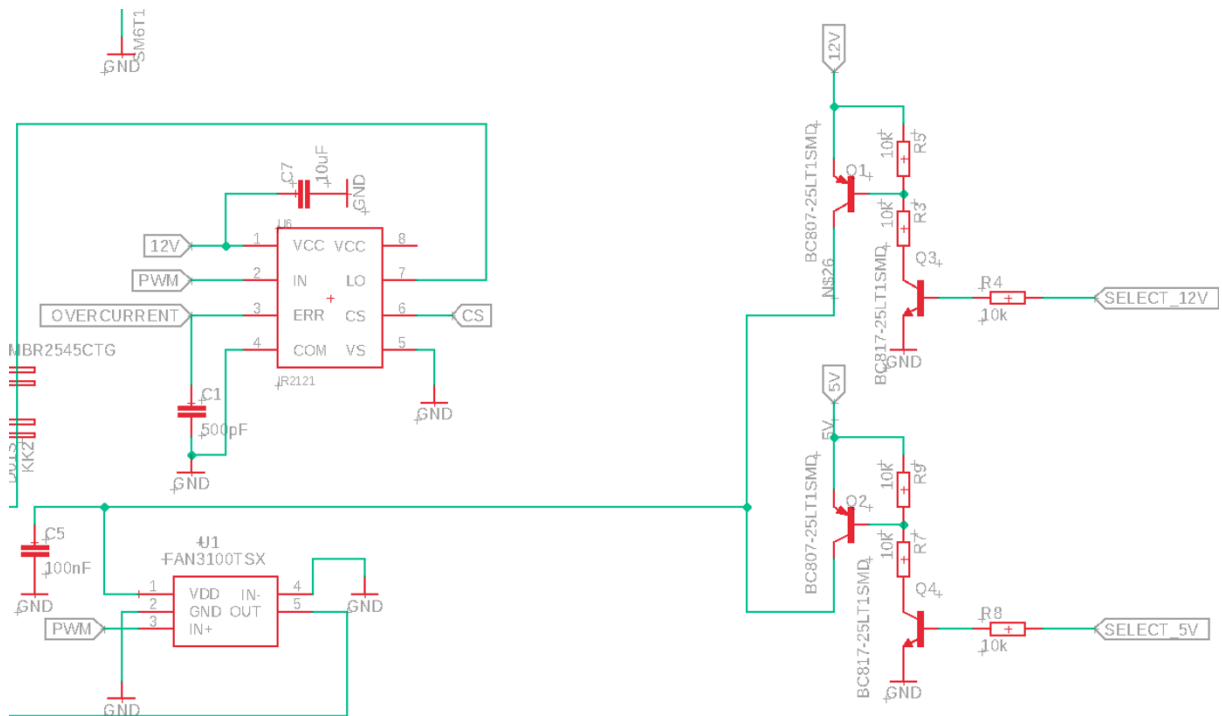 GND
SM6T1
12V
PWM
OVERCURRENT
C7
10uF
GND
U6
1 VCC VCC 8
2 IN LO 7
3 ERR CS 6
4 COM VS 5
IR2121
CS
GND
C1
500pF
GND
MBR2545CTG
KK2
C5
100nF
GND
U1
FAN3100TSX
1 VDD IN- 4
2 GND OUT 5
3 IN+
PWM
GND
GND
12V
BC807-25LT1SMD
Q1
10k
R5
10k
R3
N$26
Q3
BC817-25LT1SMD
R4
10k
SELECT_12V
GND
5V
5V
BC807-25LT1SMD
Q2
10k
R9
10k
R7
Q4
BC817-25LT1SMD
R8
10k
SELECT_5V
GND